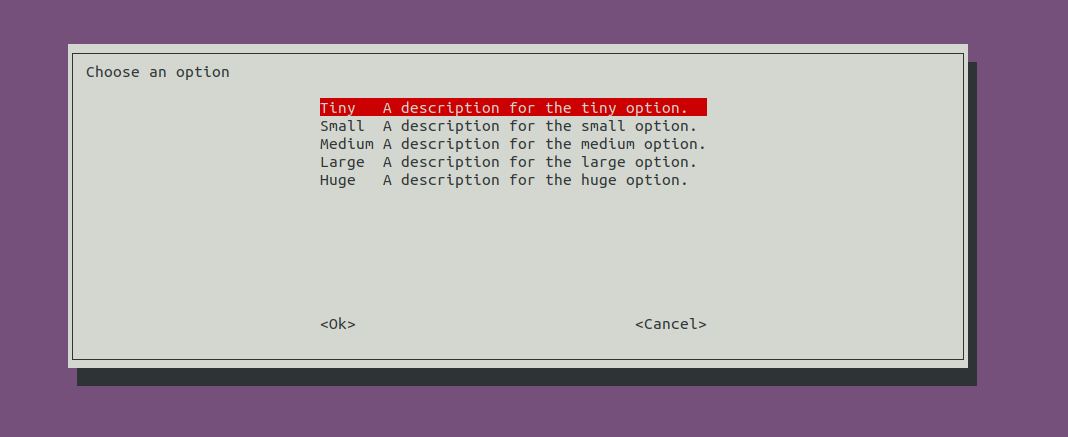 Choose an option
Tiny   A description for the tiny option.
Small  A description for the small option.
Medium A description for the medium option.
Large  A description for the large option.
Huge   A description for the huge option.
<Ok>                               <Cancel>